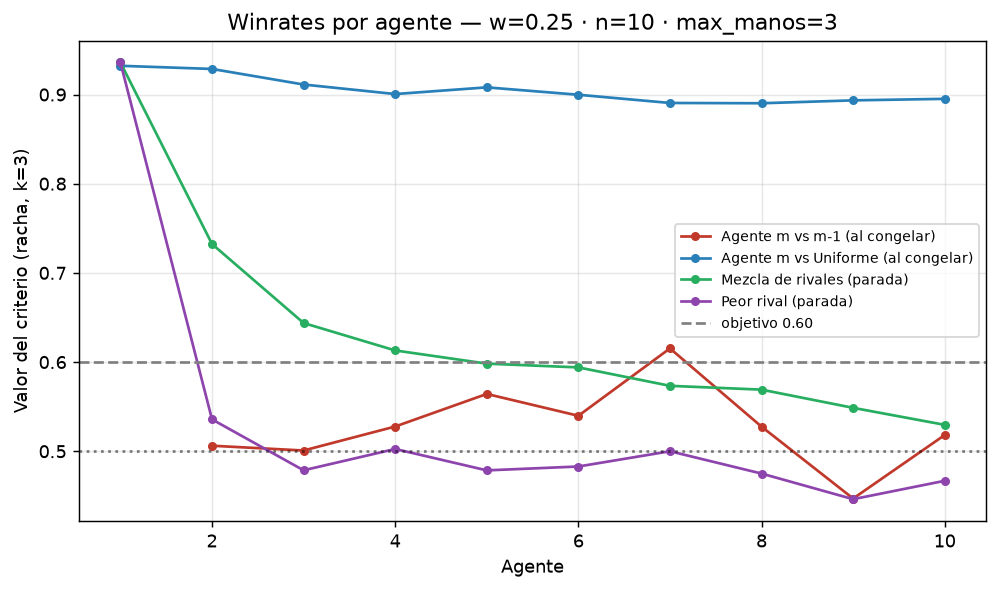 Winrates por agente — w=0.25 · n=10 · max_manos=3
Valor del criterio (racha, k=3)
0.9
0.8
0.7
0.6
0.5
Agente m vs m-1 (al congelar)
Agente m vs Uniforme (al congelar)
Mezcla de rivales (parada)
Peor rival (parada)
objetivo 0.60
2 4 6 8 10
Agente